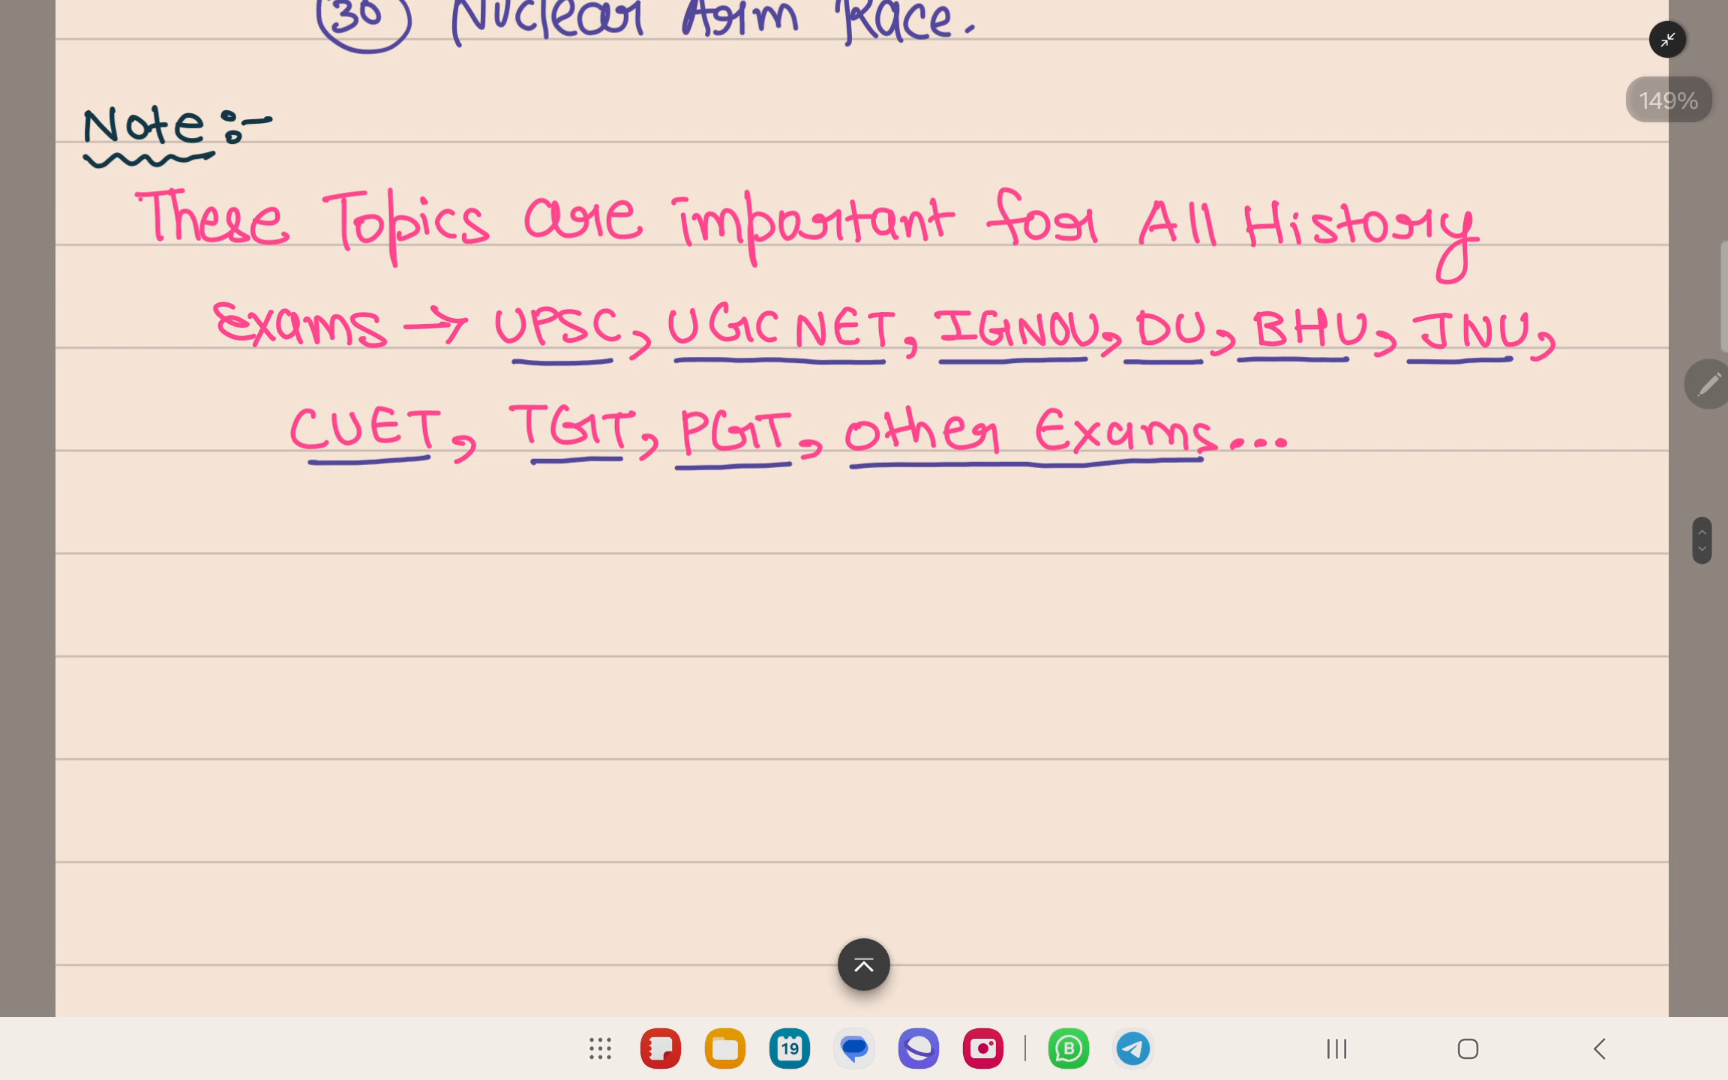 30 Nuclear Arm Race.
149%
Note :-
These Topics are important for All History
Exams → UPSC, UGC NET, IGNOU, DU, BHU, JNU,
CUET, TGT, PGT, other Exams...
19
B